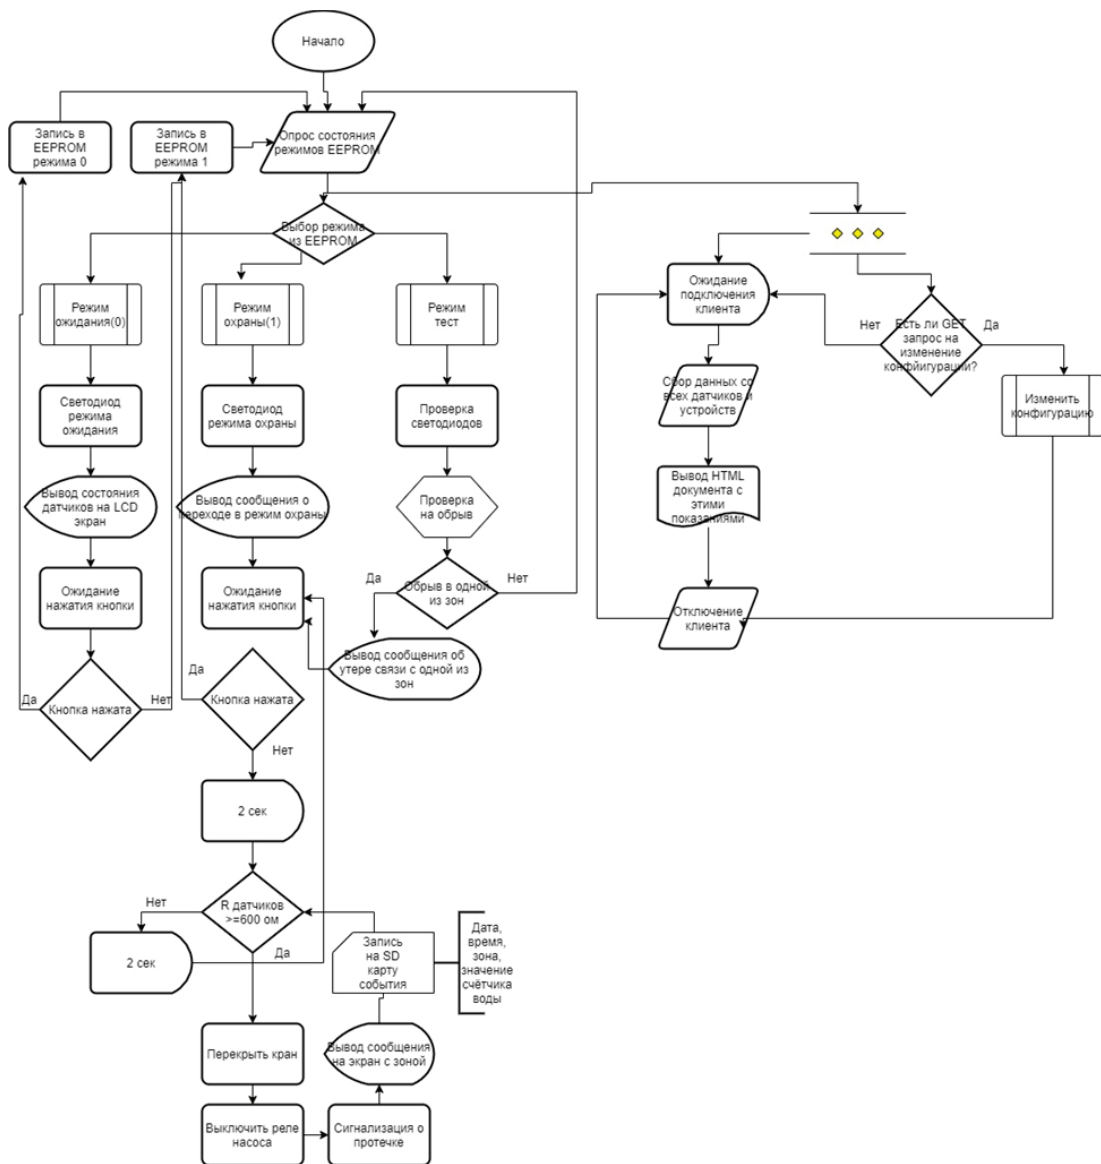 Начало
Запись в
EEPROM
режима 0
Запись в
EEPROM
режима 1
Опрос состояния
режимов EEPROM
Выбор режима
из EEPROM
Режим
ожидания(0)
Режим
охраны(1)
Режим
тест
Светодиод
режима
ожидания
Светодиод
режима охраны
Проверка
светодиодов
Вывод состояния
датчиков на LCD
экран
Вывод сообщения о
переходе в режим охраны
Проверка
на обрыв
Ожидание
нажатия кнопки
Ожидание
нажатия кнопки
Да
Обрыв в одной
из зон
Нет
Вывод сообщения об
утере связи с одной из
зон
Да
Кнопка нажата
Нет
Да
Кнопка нажата
Нет
2 сек
R датчиков
>=600 ом
Нет
Да
2 сек
Запись
на SD
карту
события
Дата,
время,
зона,
значение
счётчика
воды
Перекрыть кран
Вывод сообщения
на экран с зоной
Выключить реле
насоса
Сигнализация о
протечке
Ожидание
подключения
клиента
Нет
Есть ли GET
запрос на
изменение
конфйигурации?
Да
Сбор данных со
всех датчиков и
устройств
Изменить
конфигурацию
Вывод HTML
документа с
этими
показаниями
Отключение
клиента